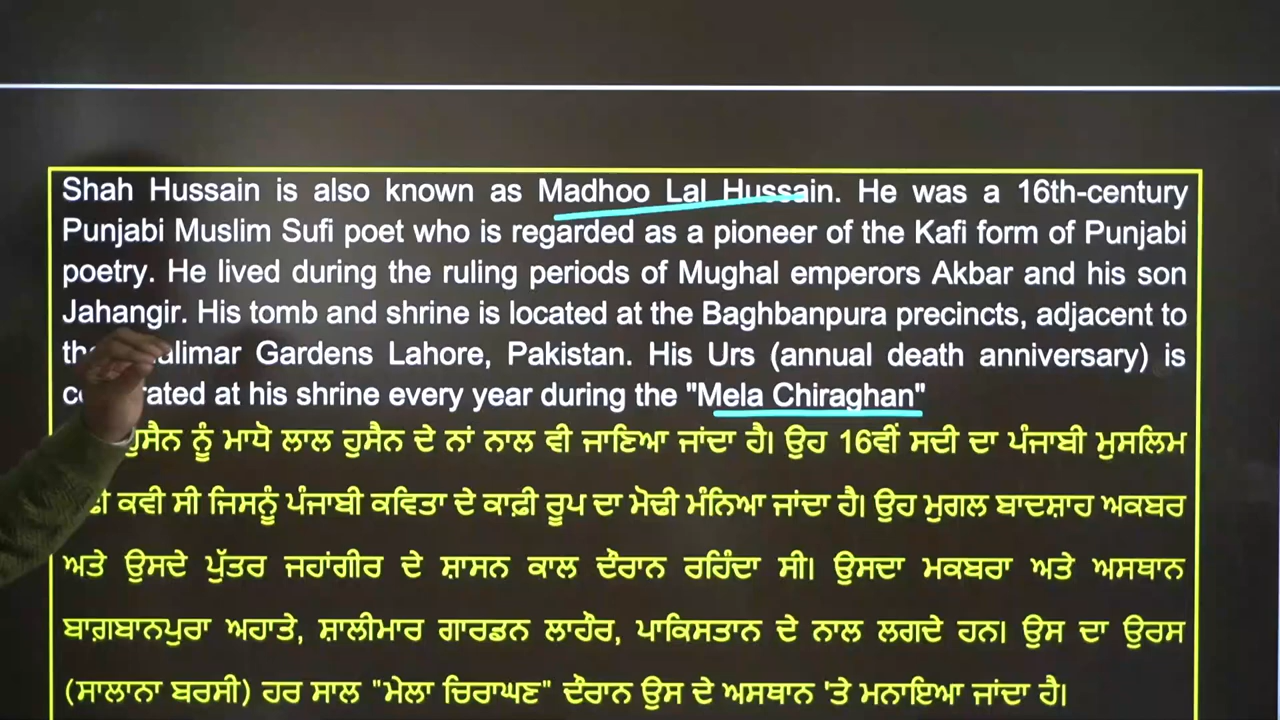 Shah Hussain is also known as Madhoo Lal Hussain. He was a 16th-century
Punjabi Muslim Sufi poet who is regarded as a pioneer of the Kafi form of Punjabi
poetry. He lived during the ruling periods of Mughal emperors Akbar and his son
Jahangir. His tomb and shrine is located at the Baghbanpura precincts, adjacent to
Gardens Lahore, Pakistan. His Urs (annual death anniversary) is
at his shrine every year during the "Mela Chiraghan"
ਹੁਸੈਨ ਨੂੰ ਮਾਧੋ ਲਾਲ ਹੁਸੈਨ ਦੇ ਨਾਂ ਨਾਲ ਵੀ ਜਾਣਿਆ ਜਾਂਦਾ ਹੈ। ਉਹ 16ਵੀਂ ਸਦੀ ਦਾ ਪੰਜਾਬੀ ਮੁਸਲਿਮ
ਕਵੀ ਸੀ ਜਿਸਨੂੰ ਪੰਜਾਬੀ ਕਵਿਤਾ ਦੇ ਕਾਫ਼ੀ ਰੂਪ ਦਾ ਮੋਢੀ ਮੰਨਿਆ ਜਾਂਦਾ ਹੈ। ਉਹ ਮੁਗਲ ਬਾਦਸ਼ਾਹ ਅਕਬਰ
ਅਤੇ ਉਸਦੇ ਪੁੱਤਰ ਜਹਾਂਗੀਰ ਦੇ ਸ਼ਾਸਨ ਕਾਲ ਦੌਰਾਨ ਰਹਿੰਦਾ ਸੀ। ਉਸਦਾ ਮਕਬਰਾ ਅਤੇ ਅਸਥਾਨ
ਬਾਗ਼ਬਾਨਪੁਰਾ ਅਹਾਤੇ, ਸ਼ਾਲੀਮਾਰ ਗਾਰਡਨ ਲਾਹੌਰ, ਪਾਕਿਸਤਾਨ ਦੇ ਨਾਲ ਲਗਦੇ ਹਨ। ਉਸ ਦਾ ਉਰਸ
(ਸਾਲਾਨਾ ਬਰਸੀ) ਹਰ ਸਾਲ "ਮੇਲਾ ਚਿਰਾਘਣ" ਦੌਰਾਨ ਉਸ ਦੇ ਅਸਥਾਨ 'ਤੇ ਮਨਾਇਆ ਜਾਂਦਾ ਹੈ।